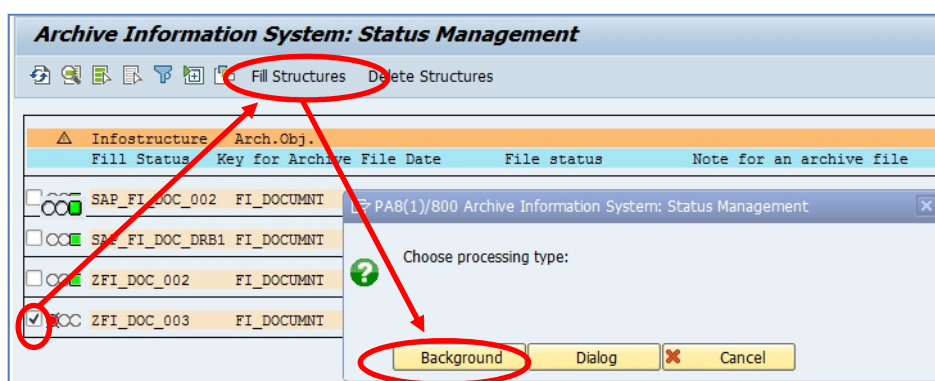 Archive Information System: Status Management
Fill Structures Delete Structures
Infostructure Arch.Obj.
Fill Status Key for Archive File Date File status Note for an archive file
SAP_FI_DOC_002 FI_DOCUMNT
SAP_FI_DOC_DRB1 FI_DOCUMNT
ZFI_DOC_002 FI_DOCUMNT
ZFI_DOC_003 FI_DOCUMNT
PA8(1)/800 Archive Information System: Status Management
Choose processing type:
Background Dialog Cancel